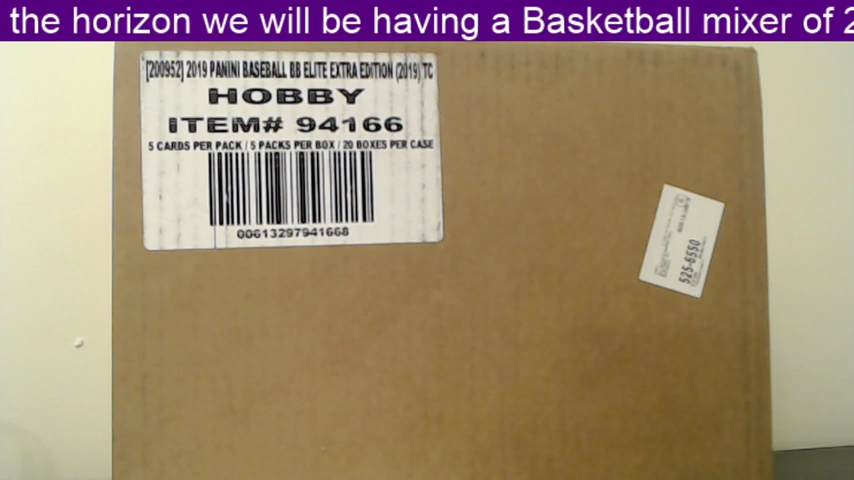 the horizon we will be having a Basketball mixer of 2
[200952] 2019 PANINI BASEBALL BB ELITE EXTRA EDITION (2019) TC
HOBBY
ITEM# 94166
5 CARDS PER PACK / 5 PACKS PER BOX / 20 BOXES PER CASE
00613297941668
525-6550